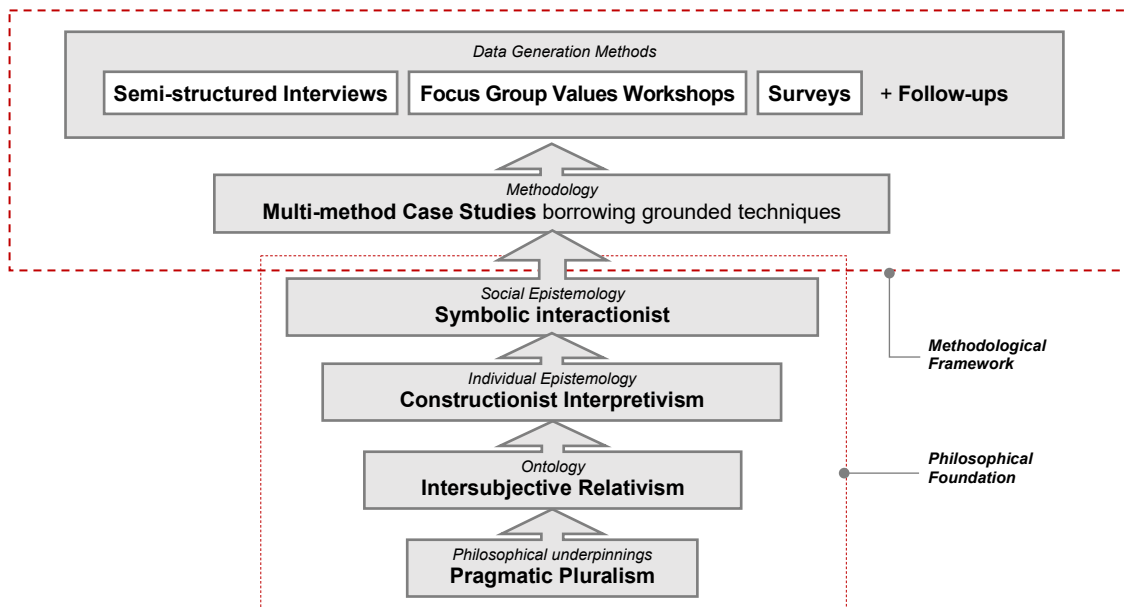 Data Generation Methods
Semi-structured Interviews Focus Group Values Workshops Surveys + Follow-ups
Methodology
Multi-method Case Studies borrowing grounded techniques
Social Epistemology
Symbolic interactionist
Methodological
Framework
Individual Epistemology
Constructionist Interpretivism
Ontology
Intersubjective Relativism
Philosophical
Foundation
Philosophical underpinnings
Pragmatic Pluralism